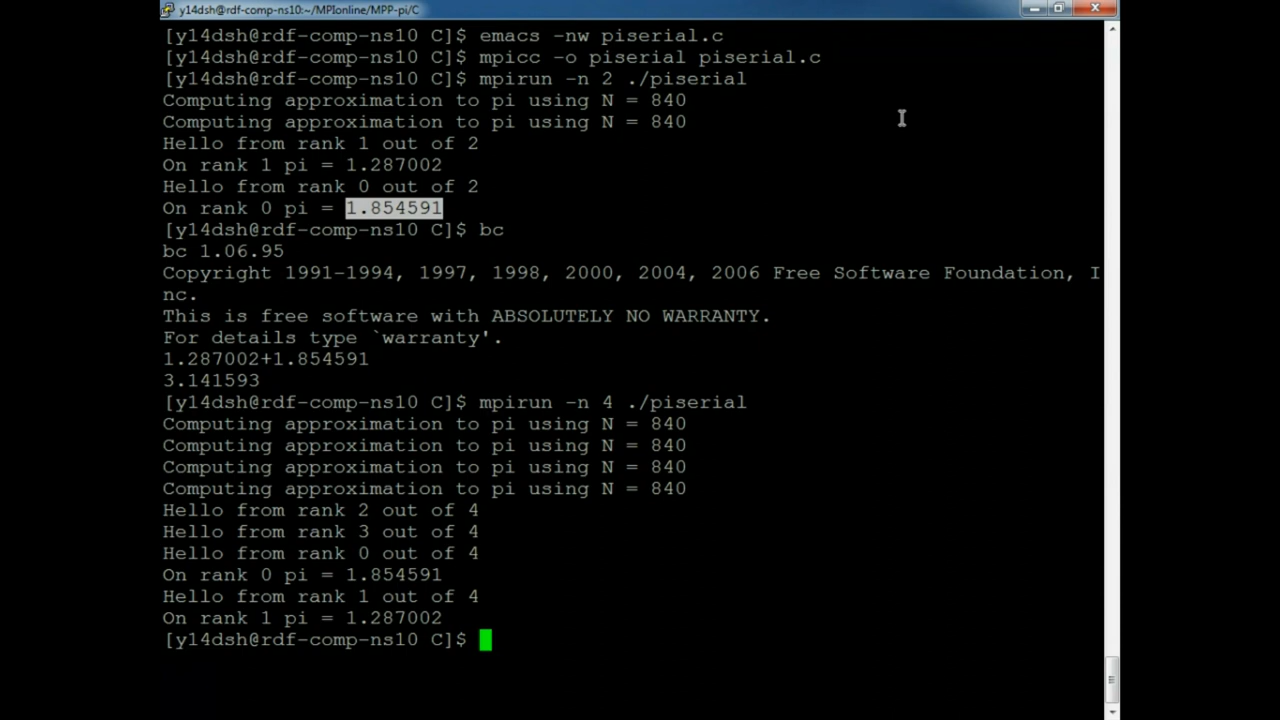 y14dsh@rdf-comp-ns10:~/MPIonline/MPP-pi/C
[y14dsh@rdf-comp-ns10 C]$ emacs -nw piserial.c
[y14dsh@rdf-comp-ns10 C]$ mpicc -o piserial piserial.c
[y14dsh@rdf-comp-ns10 C]$ mpirun -n 2 ./piserial
Computing approximation to pi using N = 840
Computing approximation to pi using N = 840
Hello from rank 1 out of 2
On rank 1 pi = 1.287002
Hello from rank 0 out of 2
On rank 0 pi = 1.854591
[y14dsh@rdf-comp-ns10 C]$ bc
bc 1.06.95
Copyright 1991-1994, 1997, 1998, 2000, 2004, 2006 Free Software Foundation, I
nc.
This is free software with ABSOLUTELY NO WARRANTY.
For details type `warranty'.
1.287002+1.854591
3.141593
[y14dsh@rdf-comp-ns10 C]$ mpirun -n 4 ./piserial
Computing approximation to pi using N = 840
Computing approximation to pi using N = 840
Computing approximation to pi using N = 840
Computing approximation to pi using N = 840
Hello from rank 2 out of 4
Hello from rank 3 out of 4
Hello from rank 0 out of 4
On rank 0 pi = 1.854591
Hello from rank 1 out of 4
On rank 1 pi = 1.287002
[y14dsh@rdf-comp-ns10 C]$